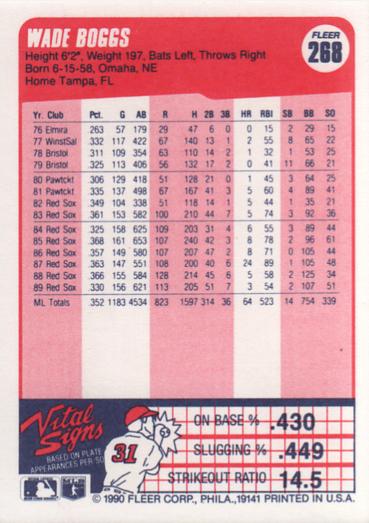 WADE BOGGS
FLEER
268
Height 6'2", Weight 197, Bats Left, Throws Right
Born 6-15-58, Omaha, NE
Home Tampa, FL
Yr. Club Pct. G AB R H 2B 3B HR RBI SB BB SO
76 Elmira .263 57 179 29 47 6 0 0 15 2 29 15
77 WinstSal .332 117 422 67 140 13 1 2 55 8 65 22
78 Bristol .311 109 354 63 110 14 2 1 32 1 53 25
79 Bristol .325 113 406 56 132 17 2 0 41 11 66 21
80 Pawtckt .306 129 418 51 128 21 0 1 45 3 64 25
81 Pawtckt .335 137 498 67 167 41 3 5 60 4 89 41
82 Red Sox .349 104 338 51 118 14 1 5 44 1 35 21
83 Red Sox .361 153 582 100 210 44 7 5 74 3 92 36
84 Red Sox .325 158 625 109 203 31 4 6 55 3 89 44
85 Red Sox .368 161 653 107 240 42 3 8 78 2 96 61
86 Red Sox .357 149 580 107 207 47 2 8 71 0 105 44
87 Red Sox .363 147 551 108 200 40 6 24 89 1 105 48
88 Red Sox .366 155 584 128 214 45 6 5 58 2 125 34
89 Red Sox .330 156 621 113 205 51 7 3 54 2 107 51
ML Totals .352 1183 4534 823 1597 314 36 64 523 14 754 339
Vital Signs
BASED ON PLATE
APPEARANCES PER SO
31
ON BASE % .430
SLUGGING % .449
STRIKEOUT RATIO 14.5
© 1990 FLEER CORP., PHILA., 19141 PRINTED IN U.S.A.